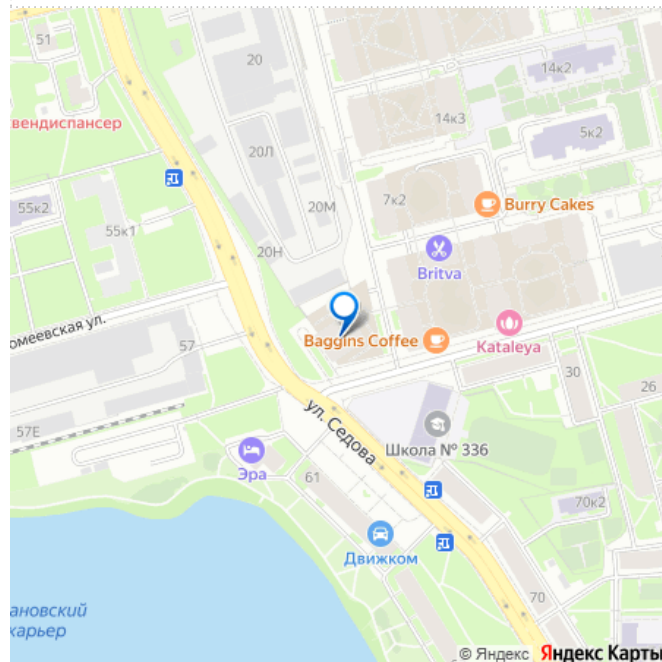 51
20
14к2
вендиспансер
14к3
5к2
20Л
55к2
7к2
Burry Cakes
20М
55к1
20Н
Britva
омеевская ул.
Baggins Coffee
57
Kataleya
30
26
ул. Седова
57Е
Школа № 336
Эра
61
70к2
Движком
ановский
карьер
70
© Яндекс Яндекс Карты